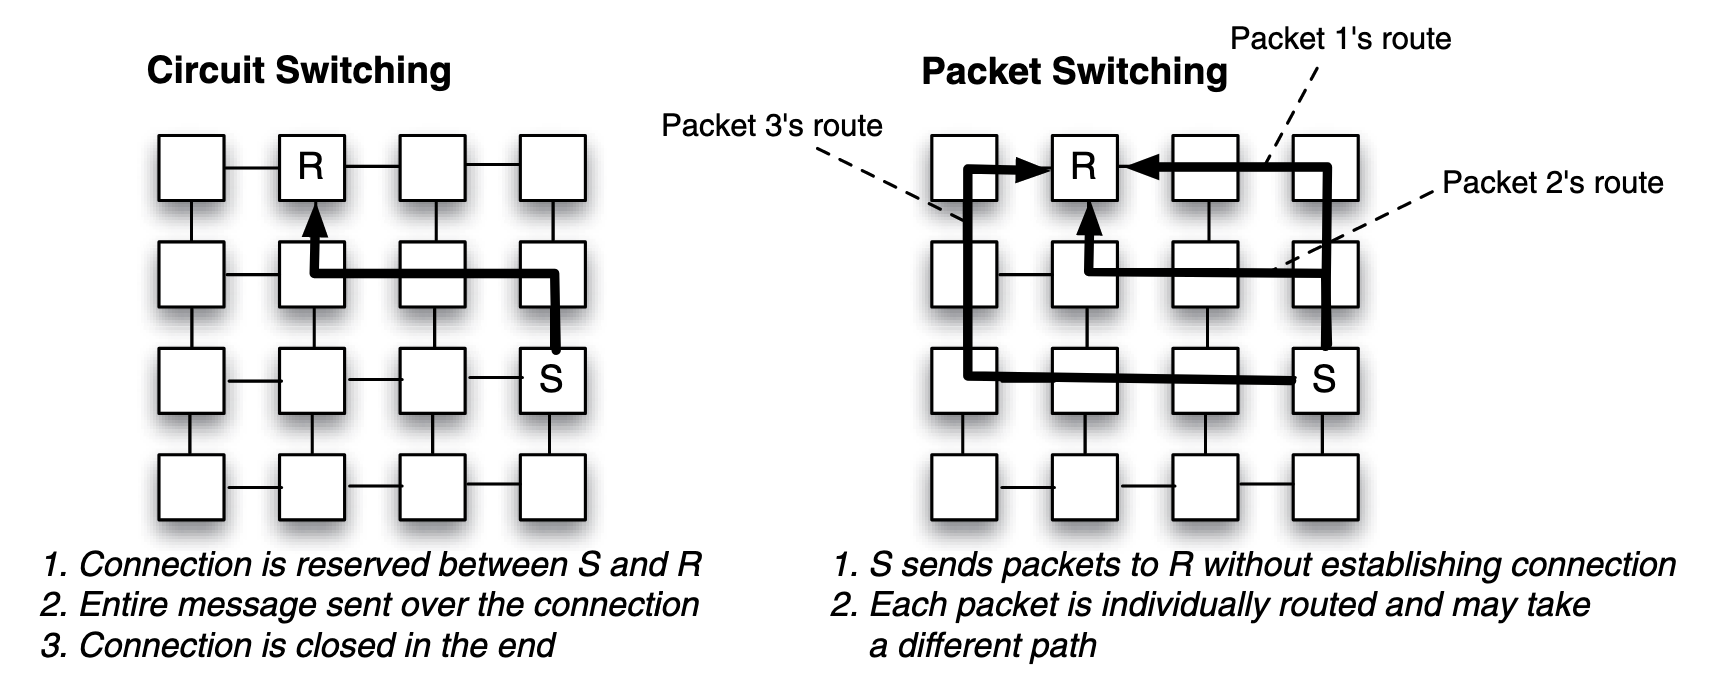 Circuit Switching
R
S
1. Connection is reserved between S and R
2. Entire message sent over the connection
3. Connection is closed in the end
Packet Switching
Packet 1's route
Packet 3's route
Packet 2's route
R
S
1. S sends packets to R without establishing connection
2. Each packet is individually routed and may take
a different path